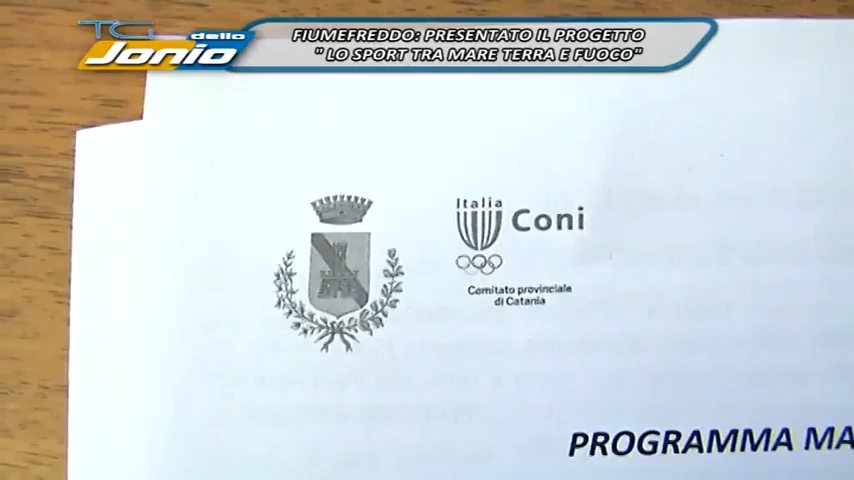 TG dello Jonio
FIUMEFREDDO: PRESENTATO IL PROGETTO
" LO SPORT TRA MARE TERRA E FUOCO"
Italia
Coni
Comitato provinciale
di Catania
PROGRAMMA MA